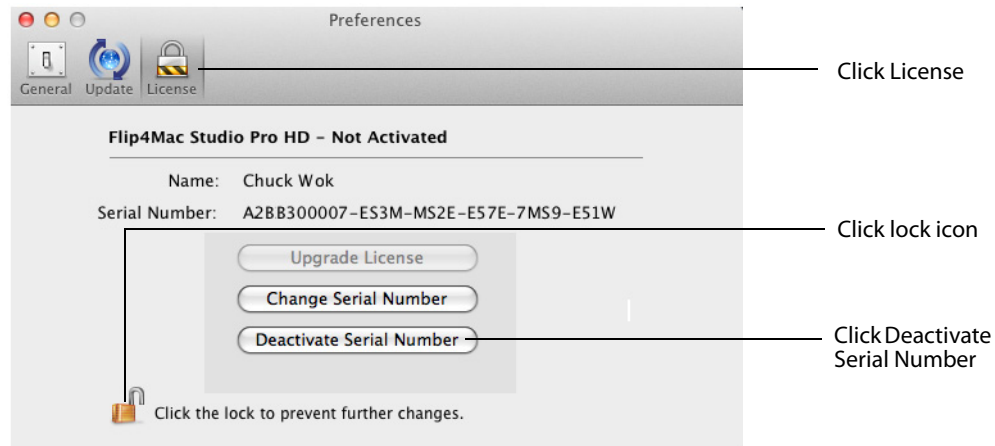 Preferences
General Update License
Click License
Flip4Mac Studio Pro HD – Not Activated
Name: Chuck Wok
Serial Number: A2BB300007-ES3M-MS2E-E57E-7MS9-E51W
Click lock icon
Upgrade License
Change Serial Number
Deactivate Serial Number
Click Deactivate
Serial Number
Click the lock to prevent further changes.